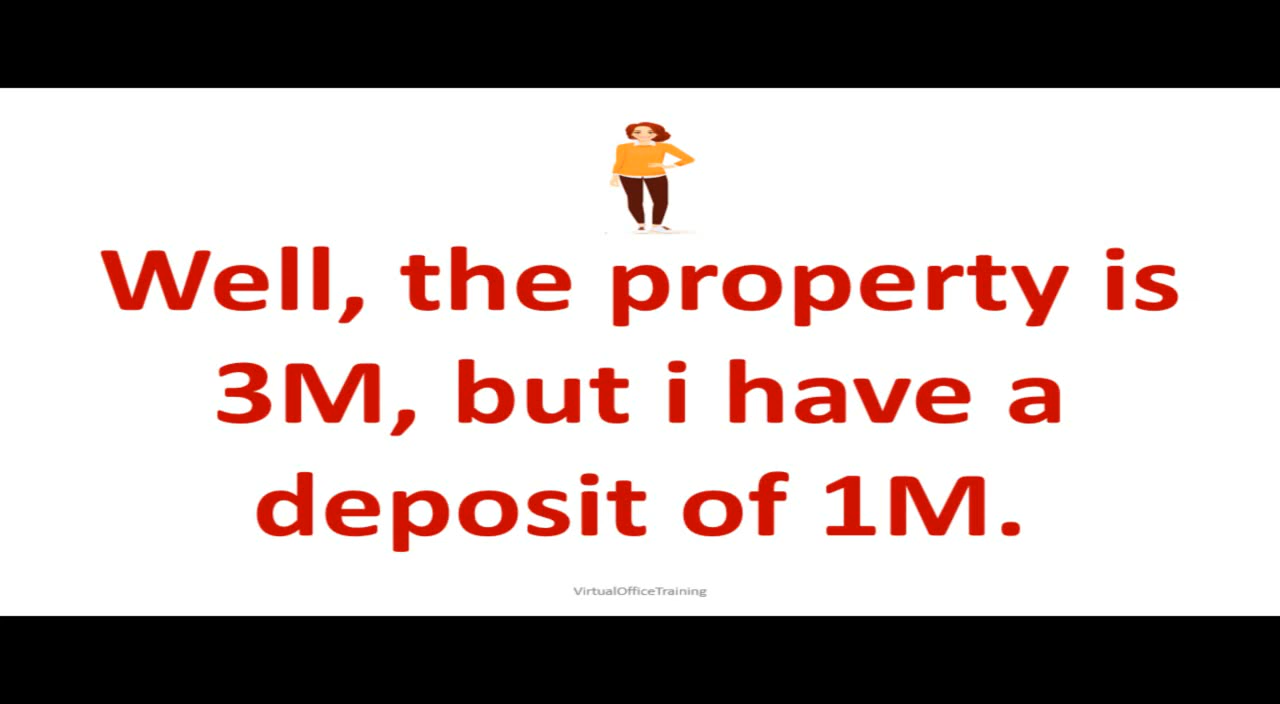 Well, the property is
3M, but i have a
deposit of 1M.
VirtualOfficeTraining